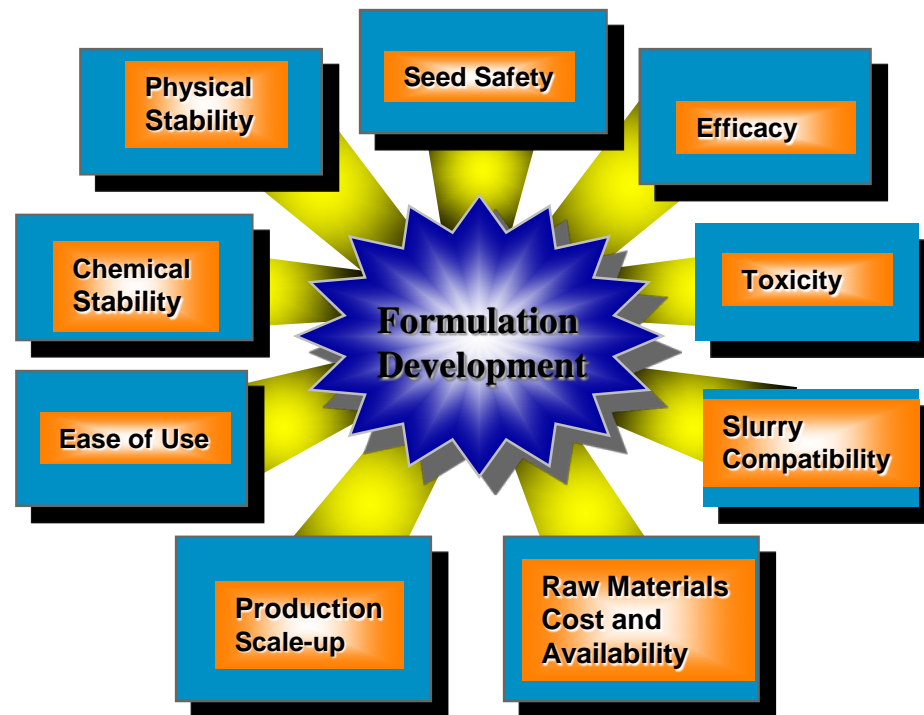 Physical
Stability
Seed Safety
Efficacy
Chemical
Stability
Toxicity
Formulation
Development
Ease of Use
Slurry
Compatibility
Production
Scale-up
Raw Materials
Cost and
Availability